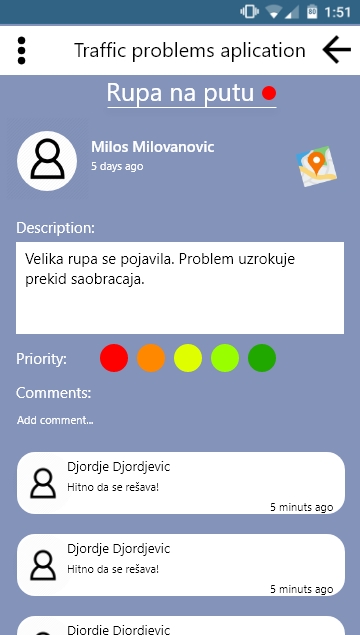 80 1:51
Traffic problems aplication
Rupa na putu
Milos Milovanovic
5 days ago
Description:
Velika rupa se pojavila. Problem uzrokuje
prekid saobracaja.
Priority:
Comments:
Add comment...
Djordje Djordjevic
Hitno da se rešava!
5 minuts ago
Djordje Djordjevic
Hitno da se rešava!
5 minuts ago
Djordje Djordjevic